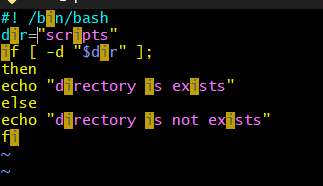 #! /bin/bash
dir="scripts"
if [ -d "$dir" ];
then
echo "directory is exists"
else
echo "directory is not exists"
fi
~
~